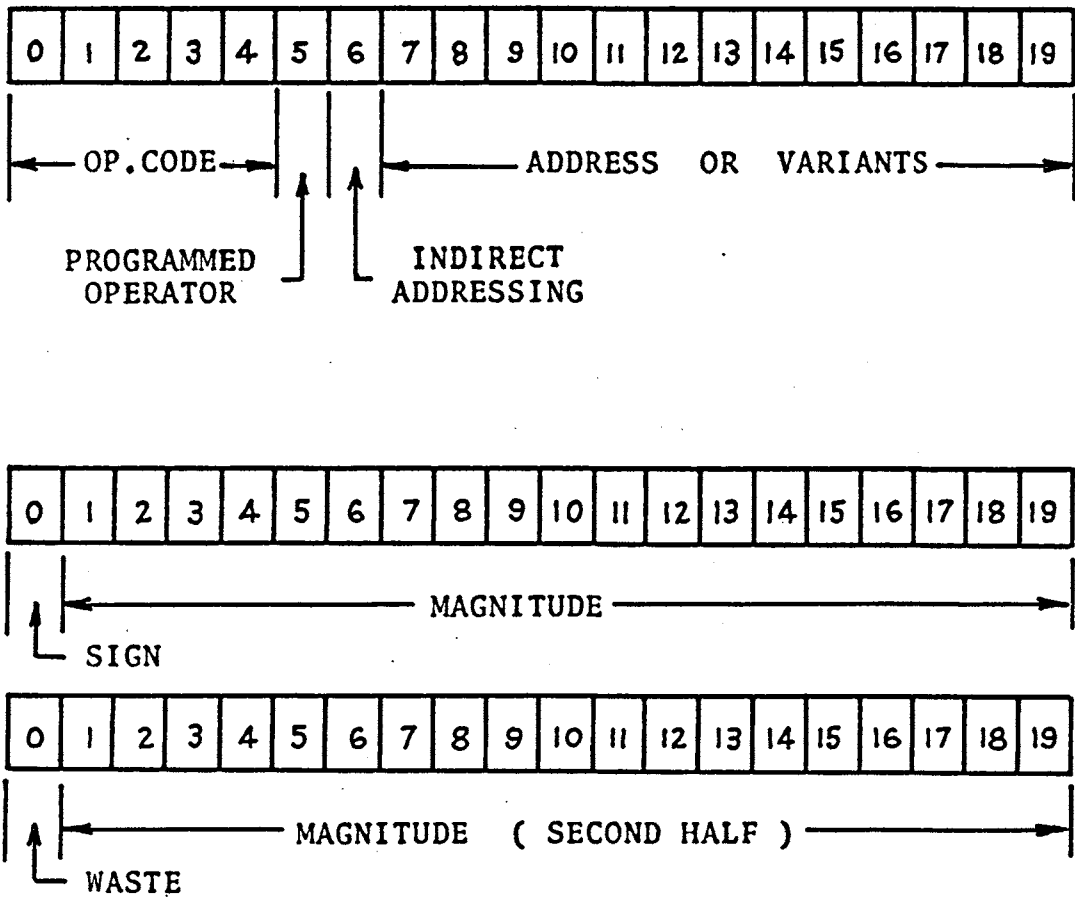 0 1 2 3 4 5 6 7 8 9 10 11 12 13 14 15 16 17 18 19
OP.CODE
ADDRESS OR VARIANTS
PROGRAMMED
OPERATOR
INDIRECT
ADDRESSING
0 1 2 3 4 5 6 7 8 9 10 11 12 13 14 15 16 17 18 19
MAGNITUDE
SIGN
0 1 2 3 4 5 6 7 8 9 10 11 12 13 14 15 16 17 18 19
MAGNITUDE ( SECOND HALF )
WASTE